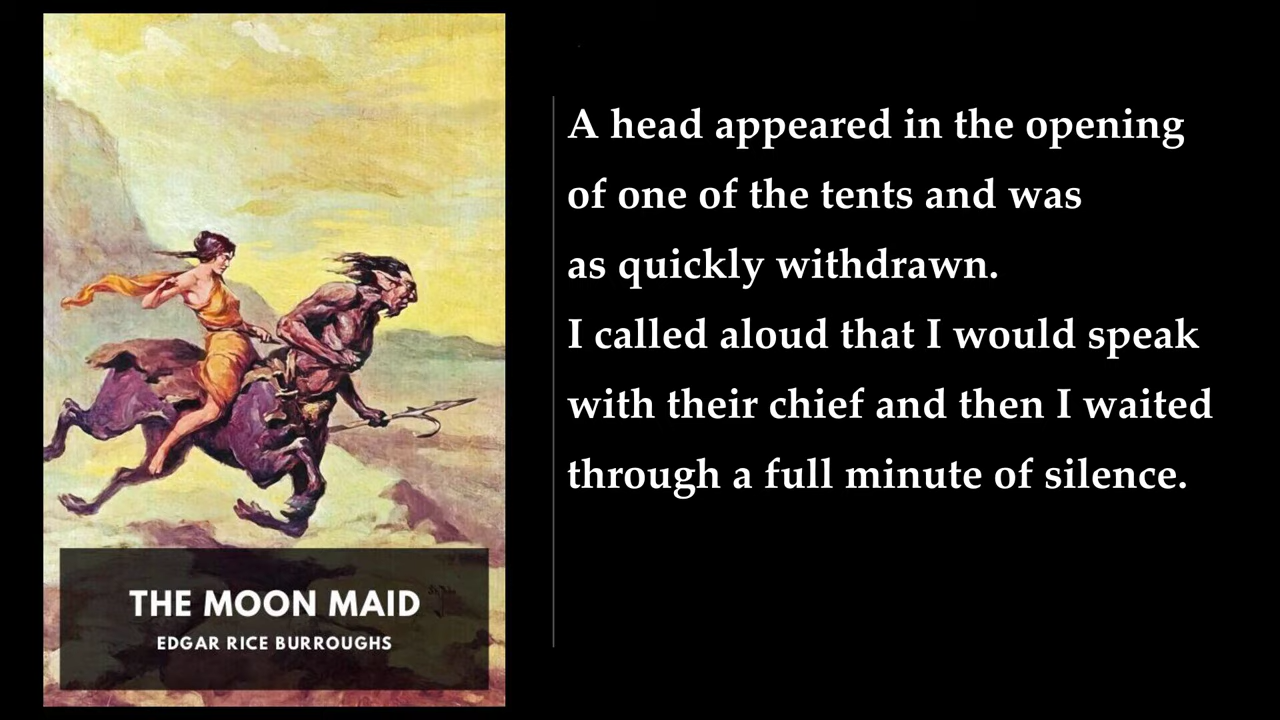 THE MOON MAID
EDGAR RICE BURROUGHS
A head appeared in the opening
of one of the tents and was
as quickly withdrawn.
I called aloud that I would speak
with their chief and then I waited
through a full minute of silence.